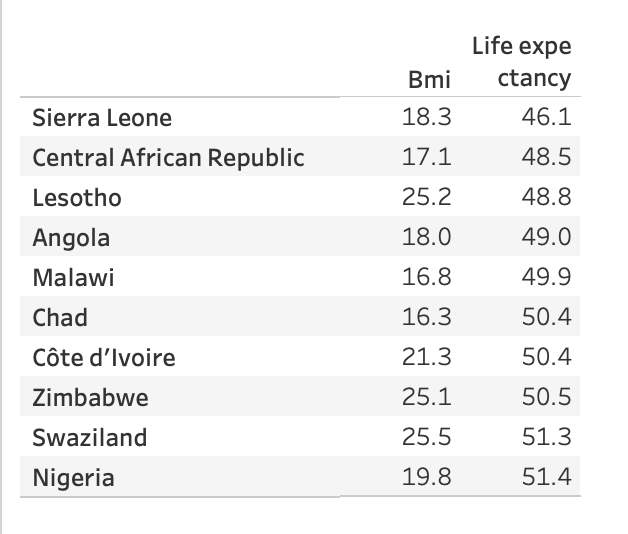 Bmi Life expe
ctancy
Sierra Leone 18.3 46.1
Central African Republic 17.1 48.5
Lesotho 25.2 48.8
Angola 18.0 49.0
Malawi 16.8 49.9
Chad 16.3 50.4
Côte d’Ivoire 21.3 50.4
Zimbabwe 25.1 50.5
Swaziland 25.5 51.3
Nigeria 19.8 51.4